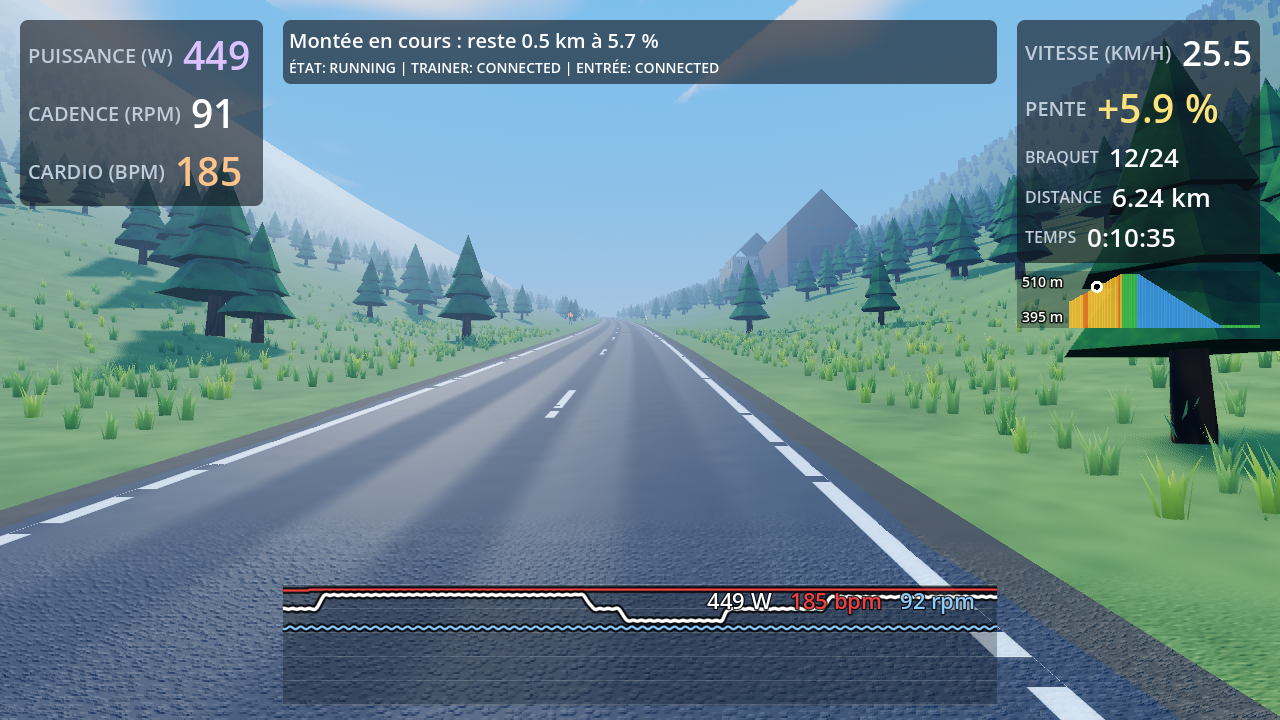 PUISSANCE (W) 449
CADENCE (RPM) 91
CARDIO (BPM) 185
Montée en cours : reste 0.5 km à 5.7 %
ÉTAT: RUNNING | TRAINER: CONNECTED | ENTRÉE: CONNECTED
VITESSE (KM/H) 25.5
PENTE +5.9 %
BRAQUET 12/24
DISTANCE 6.24 km
TEMPS 0:10:35
510 m
395 m
449 W 185 bpm 92 rpm